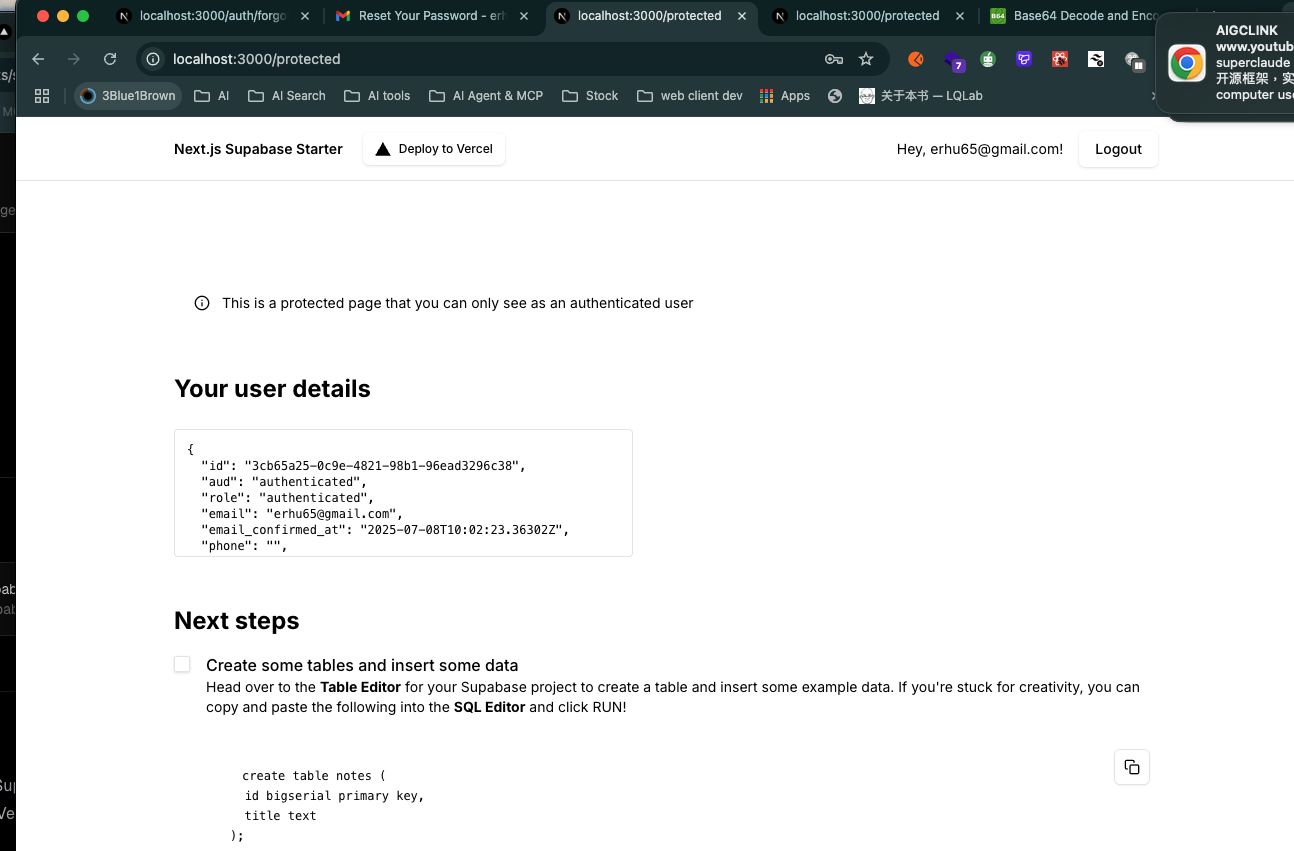 localhost:3000/auth/forgo
Reset Your Password - erh
localhost:3000/protected
localhost:3000/protected
B64
Base64 Decode and Enco
localhost:3000/protected
7
AIGCLINK
www.youtub
superclaude
开源框架，实
computer use
3Blue1Brown
AI
AI Search
AI tools
AI Agent & MCP
Stock
web client dev
Apps
关于本书 — LQLab
Next.js Supabase Starter
Deploy to Vercel
Hey, erhu65@gmail.com!
Logout
This is a protected page that you can only see as an authenticated user
Your user details
{
"id": "3cb65a25-0c9e-4821-98b1-96ead3296c38",
"aud": "authenticated",
"role": "authenticated",
"email": "erhu65@gmail.com",
"email_confirmed_at": "2025-07-08T10:02:23.36302Z",
"phone": "",
Next steps
Create some tables and insert some data
Head over to the Table Editor for your Supabase project to create a table and insert some example data. If you're stuck for creativity, you can
copy and paste the following into the SQL Editor and click RUN!
create table notes (
id bigserial primary key,
title text
);